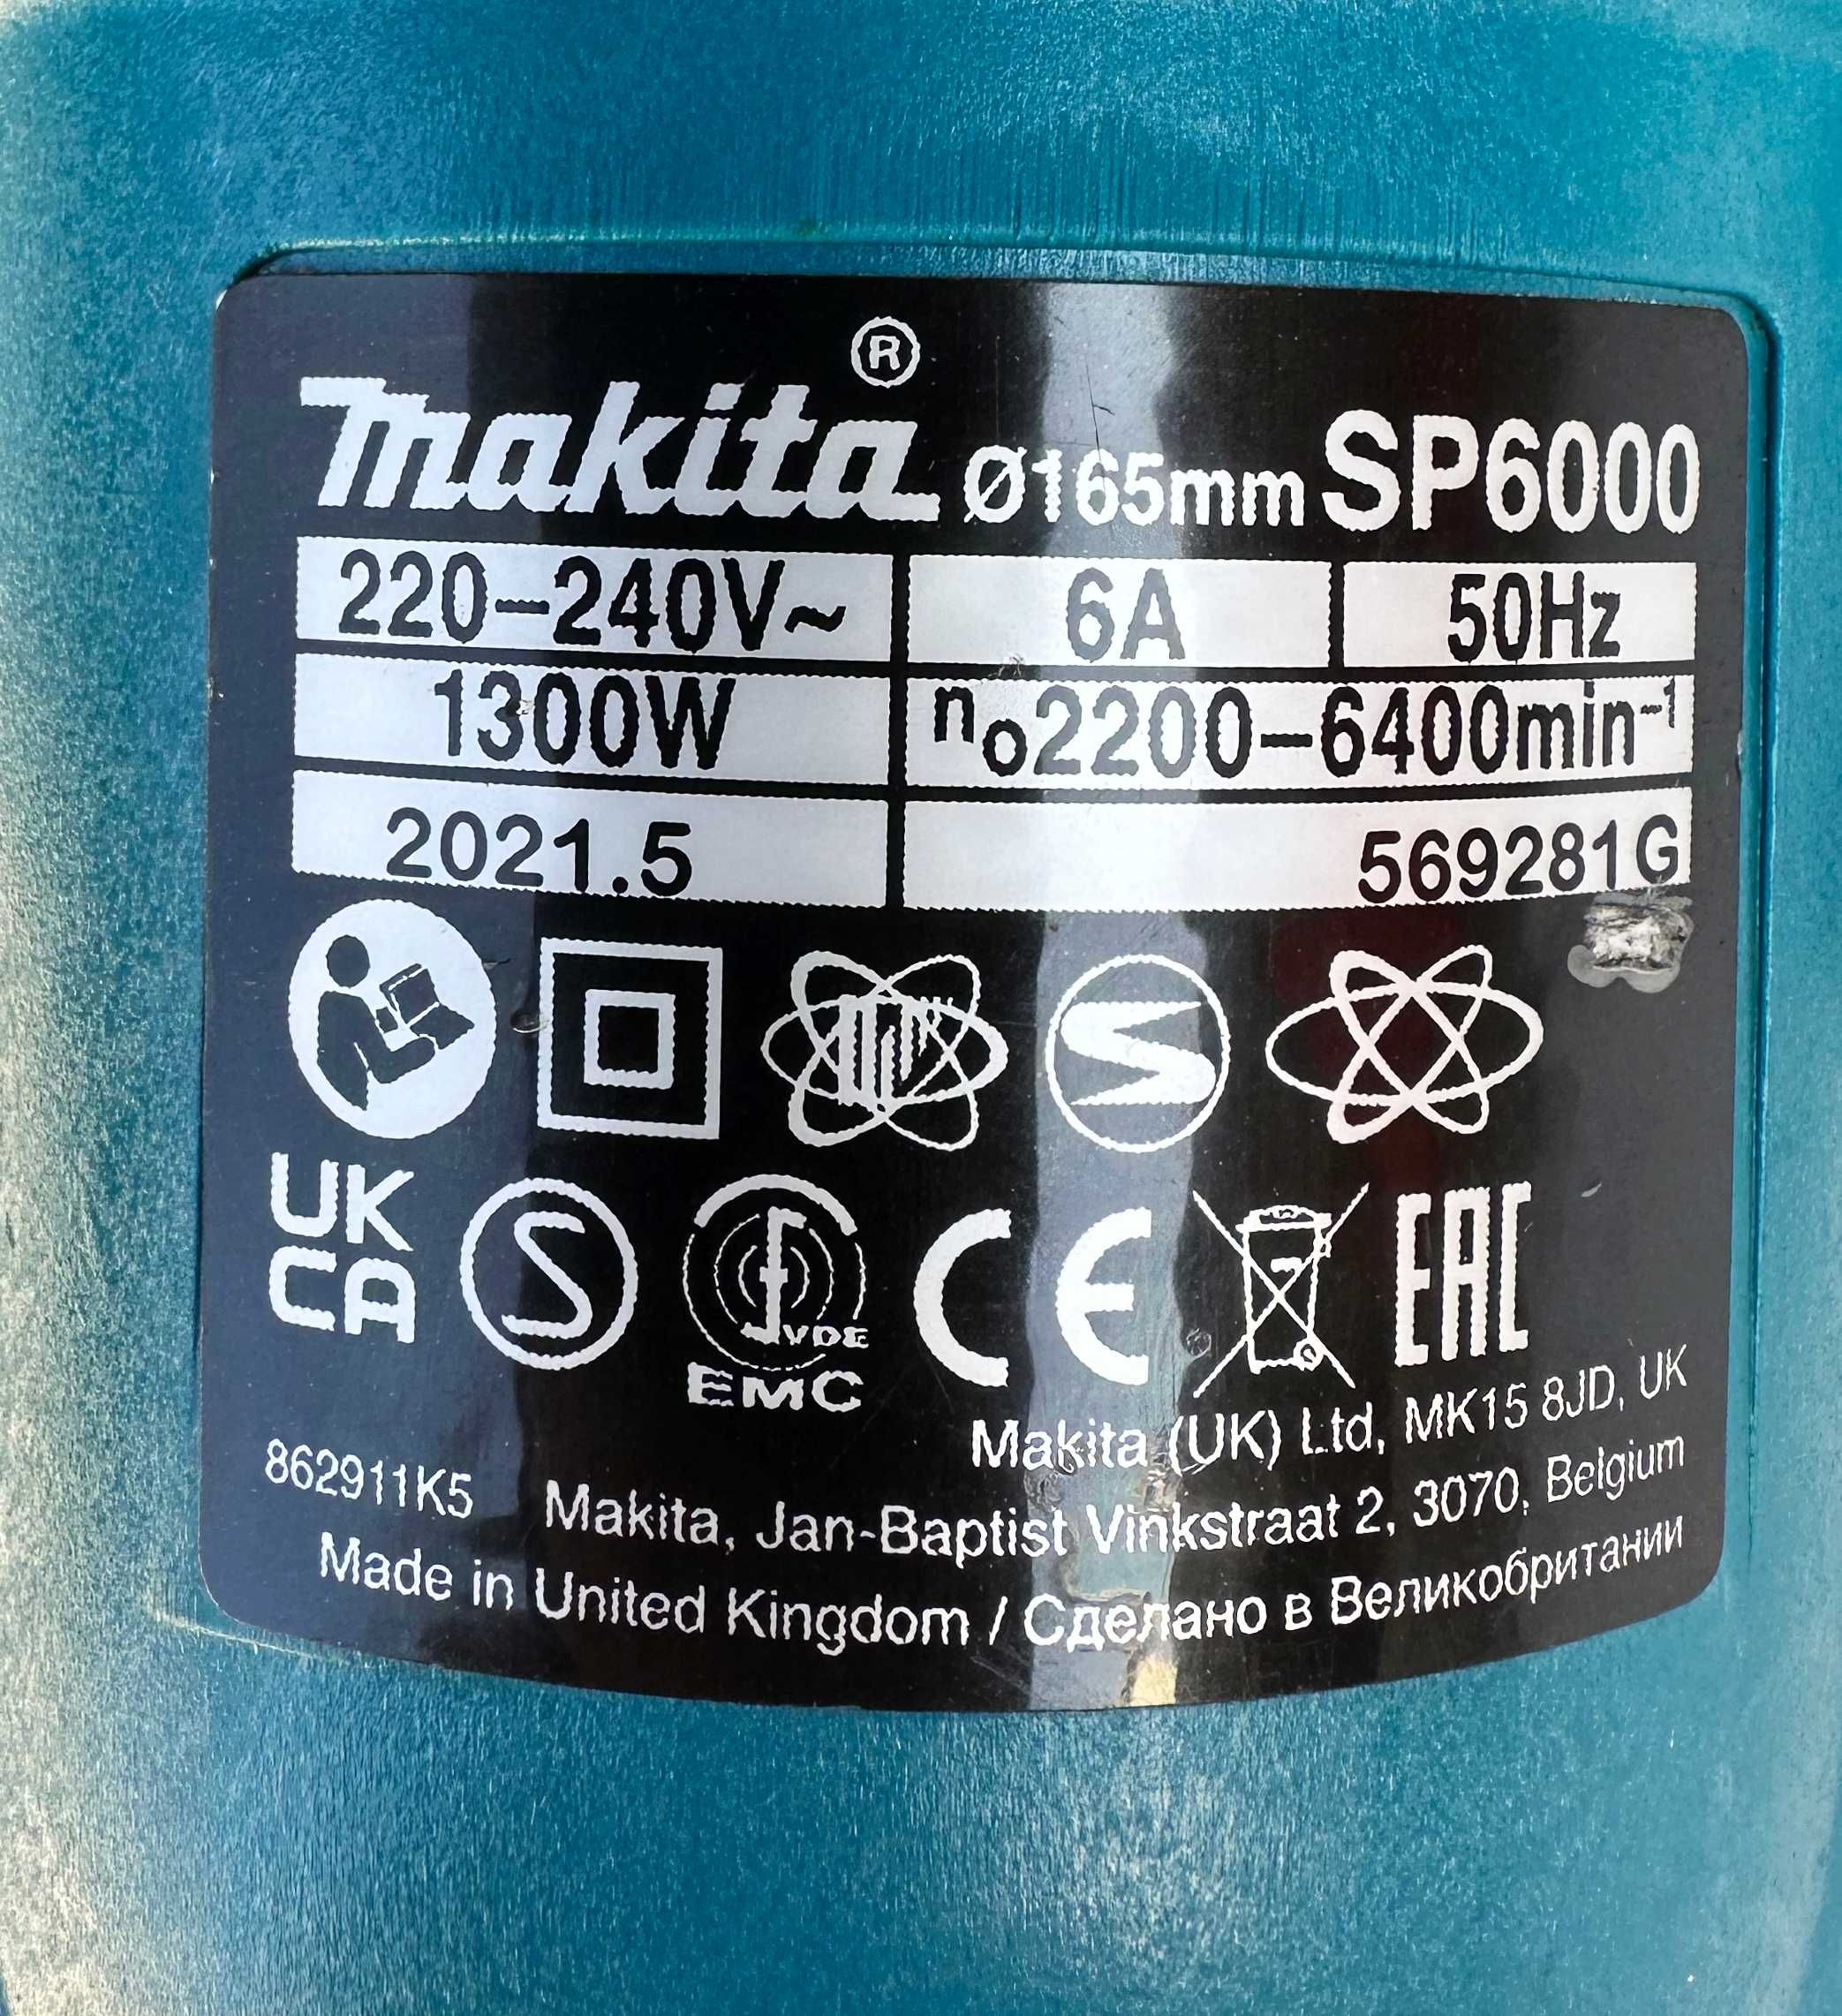 makita® Ø165mm SP6000
220–240V~ 6A 50Hz
1300W no2200–6400min⁻¹
2021.5 569281G
UK
CA
S
VDE
EMC
CE
EAC
Makita (UK) Ltd, MK15 8JD, UK
862911K5 Makita, Jan-Baptist Vinkstraat 2, 3070, Belgium
Made in United Kingdom / Сделано в Великобритании